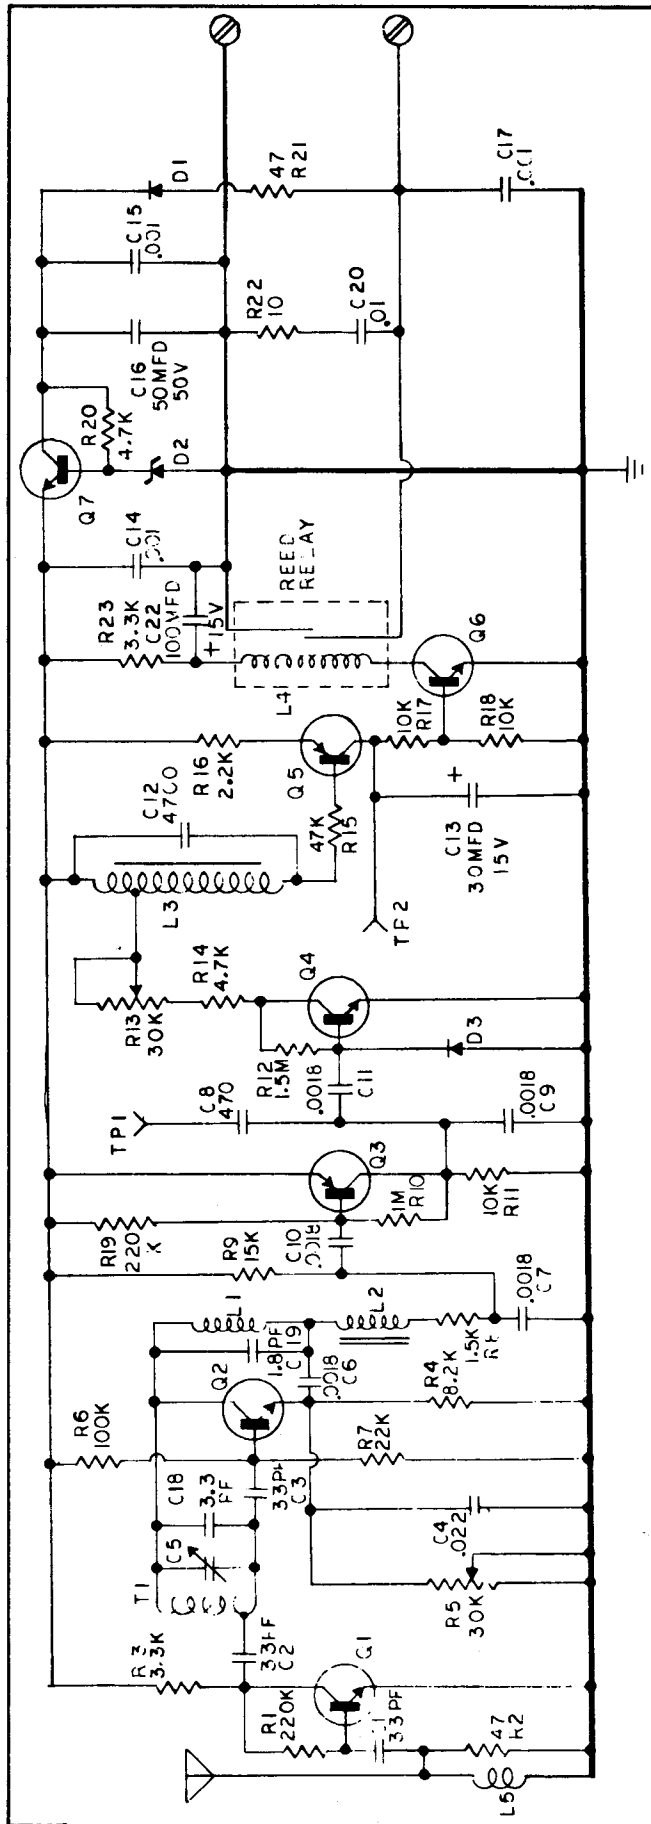 R1
220K
33PF
L5
47
R2
Q1
R3
3.3K
C2
T1
C5
C18
3.3
R6
100K
Q2
C3
R5
30K
C4
.022
R7
22K
R4
8.2K
1.8PF
L1
C6
L2
1.5K
.0018
C7
R9
15K
R19
220
K
C10
1M
R10
Q3
10K
R11
TP1
C8
470
.0018
C11
.0018
C9
R12
1.5M
Q4
D3
R13
30K
R14
4.7K
L3
C12
4700
47K
R15
TP2
C13
30MFD
15V
+
R16
2.2K
Q5
10K
R17
R18
10K
Q6
L4
REED
RELAY
R23
3.3K
C22
100MFD
+15V
C14
.001
Q7
R20
4.7K
D2
C16
50MFD
50V
C15
.001
D1
R22
10
C20
.01
47
R21
C17
.001